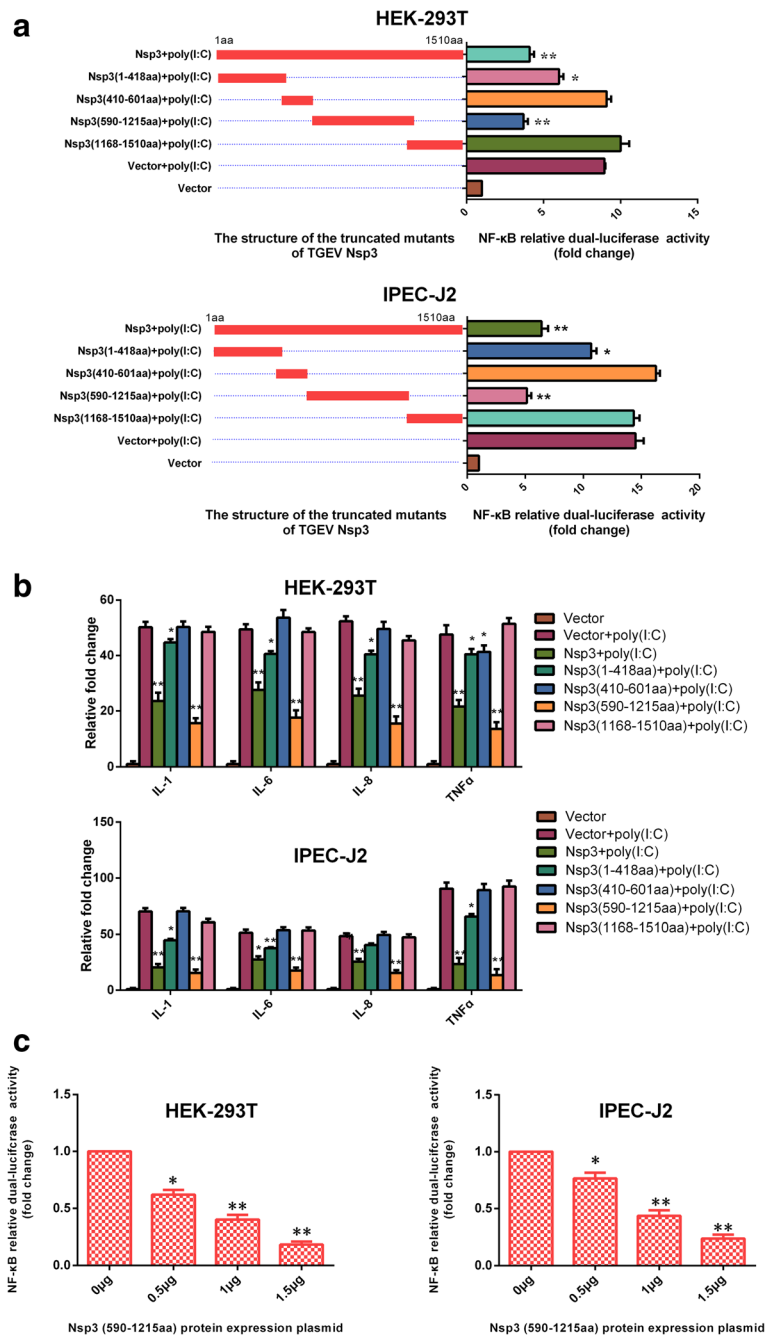 a
HEK-293T
1aa 1510aa
Nsp3+poly(I:C) **
Nsp3(1-418aa)+poly(I:C) *
Nsp3(410-601aa)+poly(I:C)
Nsp3(590-1215aa)+poly(I:C) **
Nsp3(1168-1510aa)+poly(I:C)
Vector+poly(I:C)
Vector
0 5 10 15
The structure of the truncated mutants
of TGEV Nsp3
NF-κB relative dual-luciferase activity
(fold change)
IPEC-J2
1aa 1510aa
Nsp3+poly(I:C) **
Nsp3(1-418aa)+poly(I:C) *
Nsp3(410-601aa)+poly(I:C)
Nsp3(590-1215aa)+poly(I:C) **
Nsp3(1168-1510aa)+poly(I:C)
Vector+poly(I:C)
Vector
0 5 10 15 20
The structure of the truncated mutants
of TGEV Nsp3
NF-κB relative dual-luciferase activity
(fold change)
b
HEK-293T
Relative fold change
60
40
20
0
** * ** ** * ** ** * ** ** * * **
IL-1 IL-6 IL-8 TNFα
Vector
Vector+poly(I:C)
Nsp3+poly(I:C)
Nsp3(1-418aa)+poly(I:C)
Nsp3(410-601aa)+poly(I:C)
Nsp3(590-1215aa)+poly(I:C)
Nsp3(1168-1510aa)+poly(I:C)
IPEC-J2
Relative fold change
150
100
50
0
** * ** * ** ** ** ** ** * **
IL-1 IL-6 IL-8 TNFα
Vector
Vector+poly(I:C)
Nsp3+poly(I:C)
Nsp3(1-418aa)+poly(I:C)
Nsp3(410-601aa)+poly(I:C)
Nsp3(590-1215aa)+poly(I:C)
Nsp3(1168-1510aa)+poly(I:C)
c
HEK-293T
NF-κB relative dual-lucifcrase activity
(fold change)
1.5
1.0
0.5
0.0
* ** **
0μg 0.5μg 1μg 1.5μg
Nsp3 (590-1215aa) protein expression plasmid
IPEC-J2
NF-κB relative dual-lucifcrase activity
(fold change)
1.5
1.0
0.5
0.0
* ** **
0μg 0.5μg 1μg 1.5μg
Nsp3 (590-1215aa) protein expression plasmid